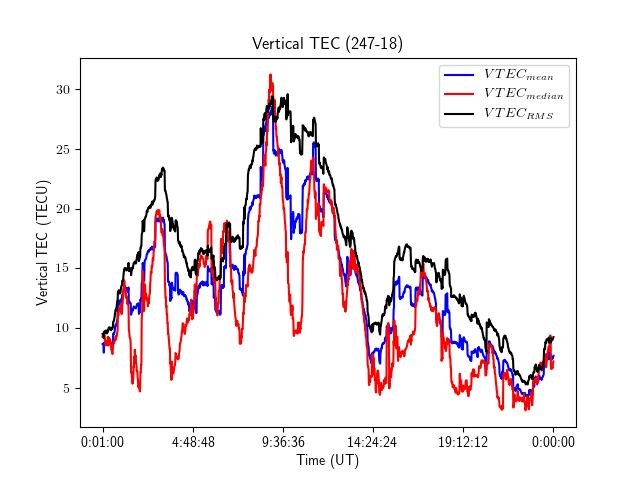 Vertical TEC (247-18)
VTEC_mean
VTEC_median
VTEC_RMS
30
25
20
15
10
5
Vertical TEC (TECU)
0:01:00 4:48:48 9:36:36 14:24:24 19:12:12 0:00:00
Time (UT)